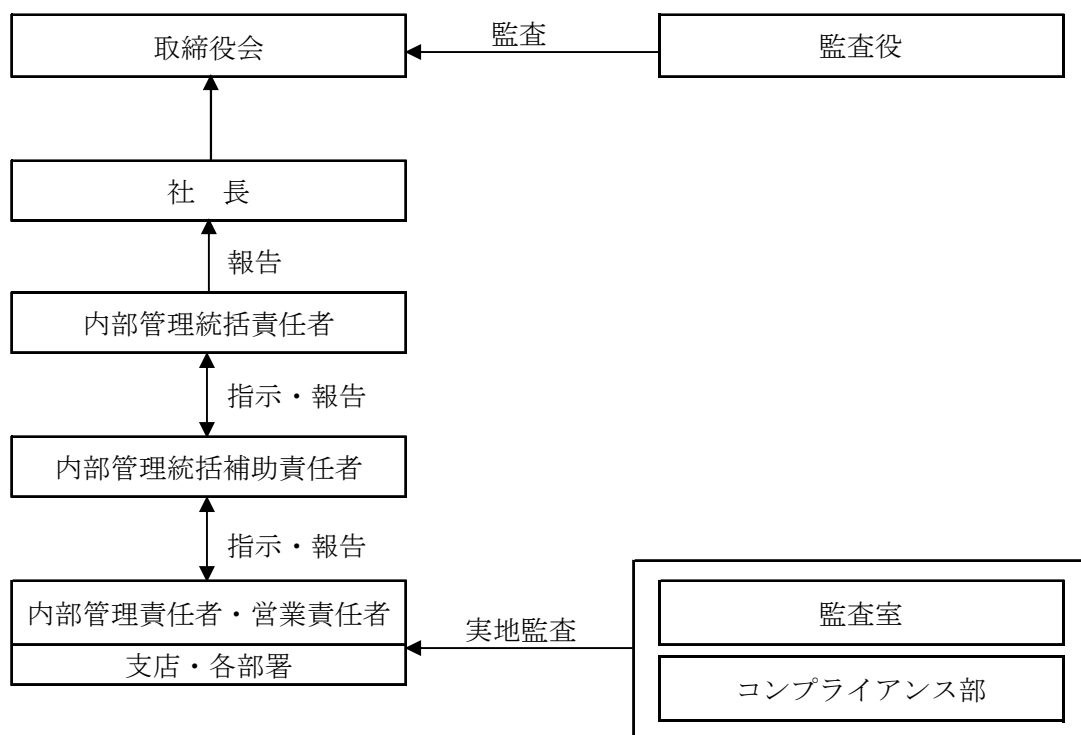 取締役会
監査
監査役
社　長
報告
内部管理統括責任者
指示・報告
内部管理統括補助責任者
指示・報告
内部管理責任者・営業責任者
支店・各部署
実地監査
監査室
コンプライアンス部